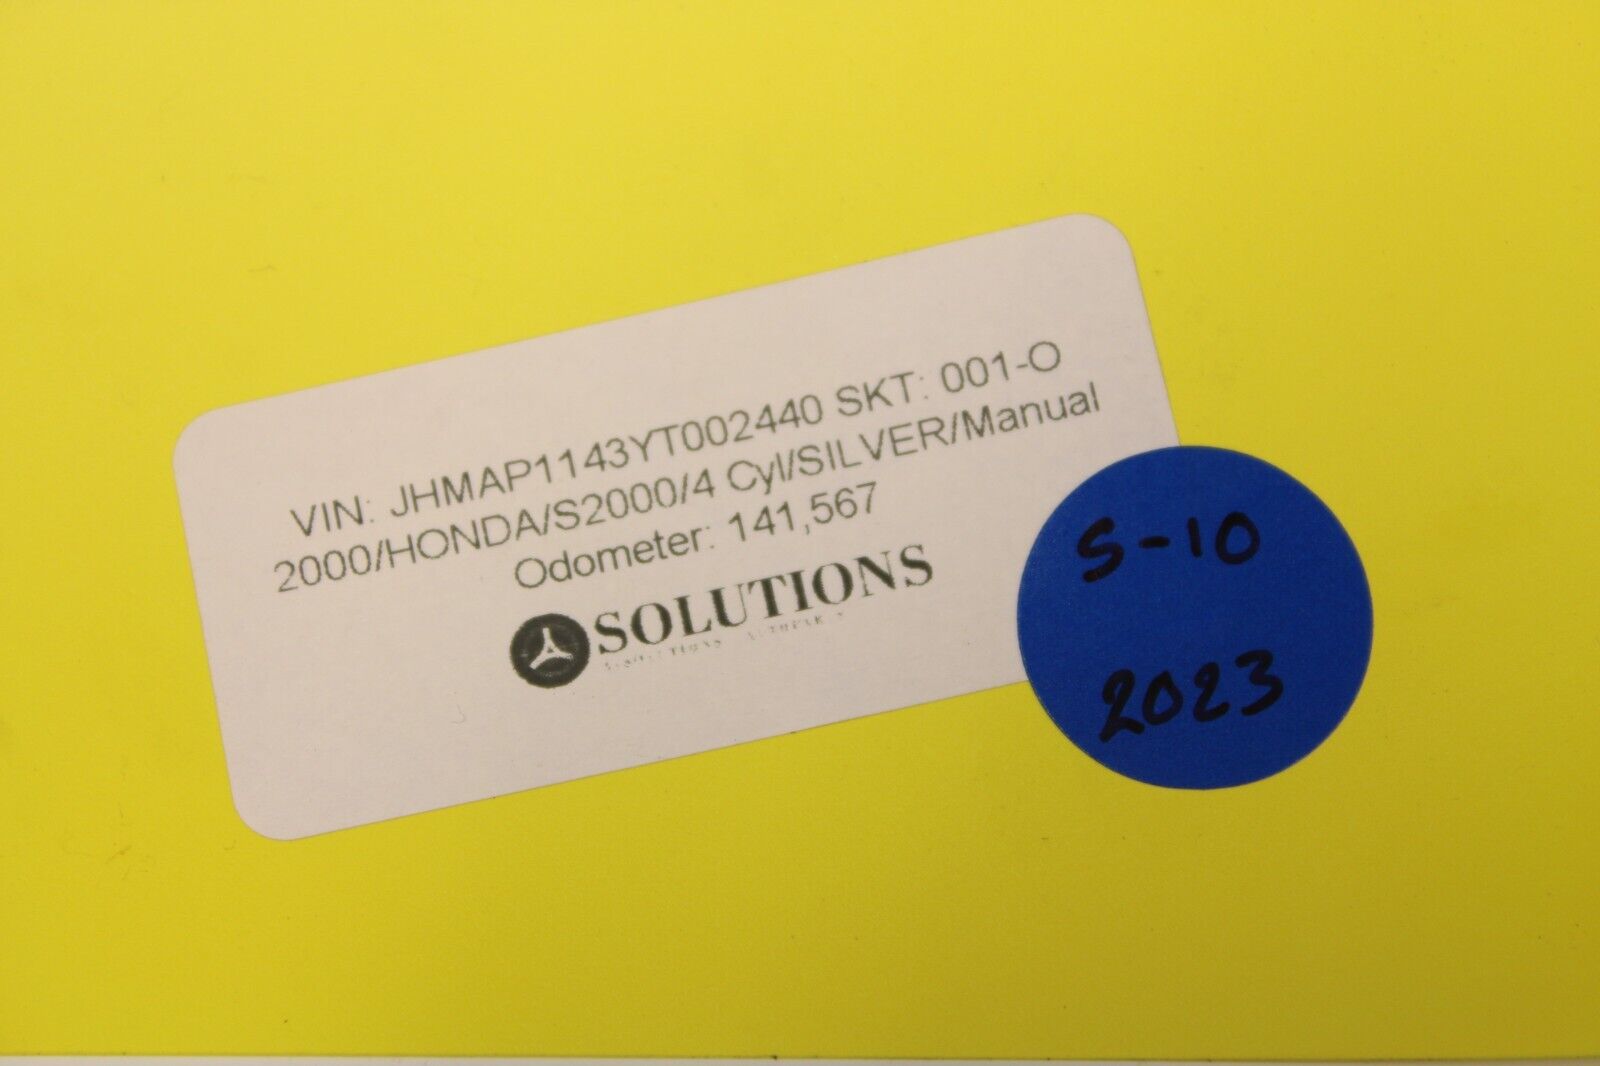 VIN: JHMAP1143YT002440 SKT: 001-O
2000/HONDA/S2000/4 Cyl/SILVER/Manual
Odometer: 141,567
SOLUTIONS
S-10
2023